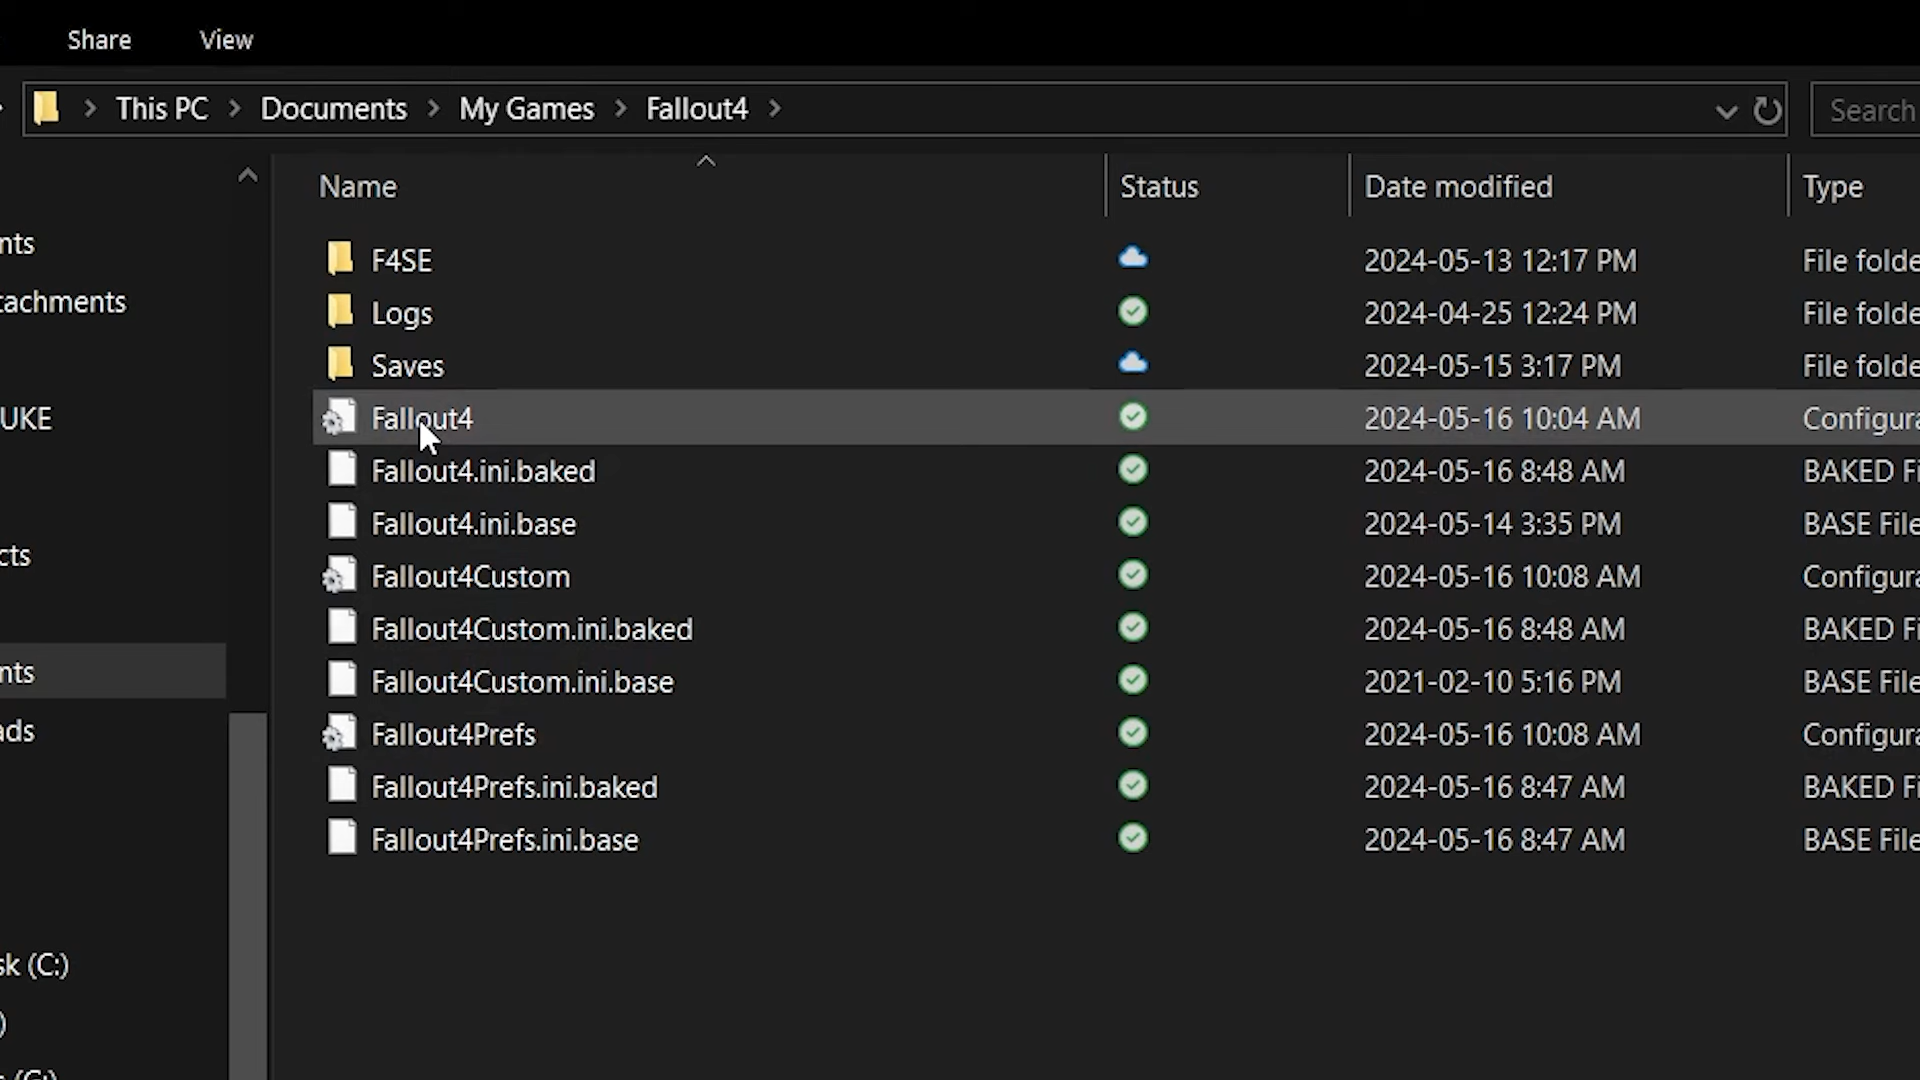 Share View
This PC Documents My Games Fallout4 Search
Name Status Date modified Type
F4SE 2024-05-13 12:17 PM File folde
Logs 2024-04-25 12:24 PM File folde
Saves 2024-05-15 3:17 PM File folde
Fallout4 2024-05-16 10:04 AM Configura
Fallout4.ini.baked 2024-05-16 8:48 AM BAKED Fi
Fallout4.ini.base 2024-05-14 3:35 PM BASE File
Fallout4Custom 2024-05-16 10:08 AM Configura
Fallout4Custom.ini.baked 2024-05-16 8:48 AM BAKED Fi
Fallout4Custom.ini.base 2021-02-10 5:16 PM BASE File
Fallout4Prefs 2024-05-16 10:08 AM Configura
Fallout4Prefs.ini.baked 2024-05-16 8:47 AM BAKED Fi
Fallout4Prefs.ini.base 2024-05-16 8:47 AM BASE File
nts
tachments
UKE
cts
nts
ads
sk (C:)
)